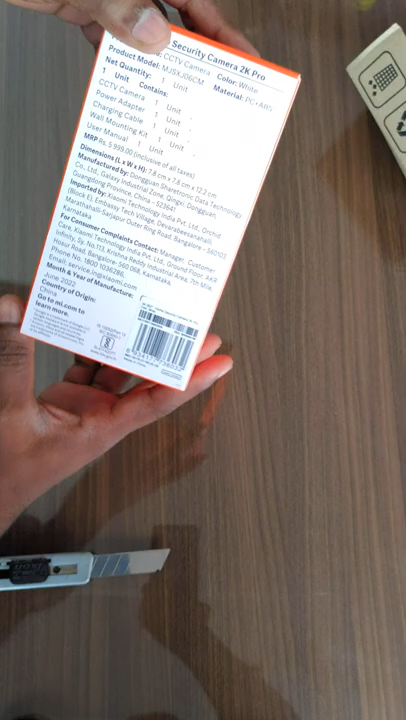 Security Camera 2K Pro
CCTV Camera Color: White
Product Model: MJSXJ06CM Material: PC+ABS
Net Quantity: 1 Unit
1 Unit Contains:
CCTV Camera 1 Unit
Power Adapter 1 Unit
Charging Cable 1 Unit
Wall Mounting Kit 1 Unit
User Manual 1 Unit
MRP Rs. 5 999.00 (inclusive of all taxes)
Dimensions (L x W x H): 7.8 cm x 7.8 cm x 12.2 cm
Manufactured by: Dongguan Sharetronic Data Technology
Co., Ltd., Galaxy Industrial Zone, Qingxi, Dongguan,
Guangdong Province, China - 523641
Imported by: Xiaomi Technology India Pvt. Ltd., Orchid
(Block E), Embassy Tech Village, Devarabeesanahalli,
Marathahalli-Sarjapur Outer Ring Road, Bangalore - 560103
Karnataka
For Consumer Complaints Contact: Manager, Customer
Care, Xiaomi Technology India Pvt. Ltd., Ground Floor, AKR
Infinity, Sy. No.113, Krishna Reddy Industrial Area, 7th Mile,
Hosur Road, Bangalore-560 068, Karnataka.
Phone No. 1800 1036286,
Email: service.in@xiaomi.com
Month & Year of Manufacture:
June 2022
Country of Origin:
China
Go to mi.com to
learn more.